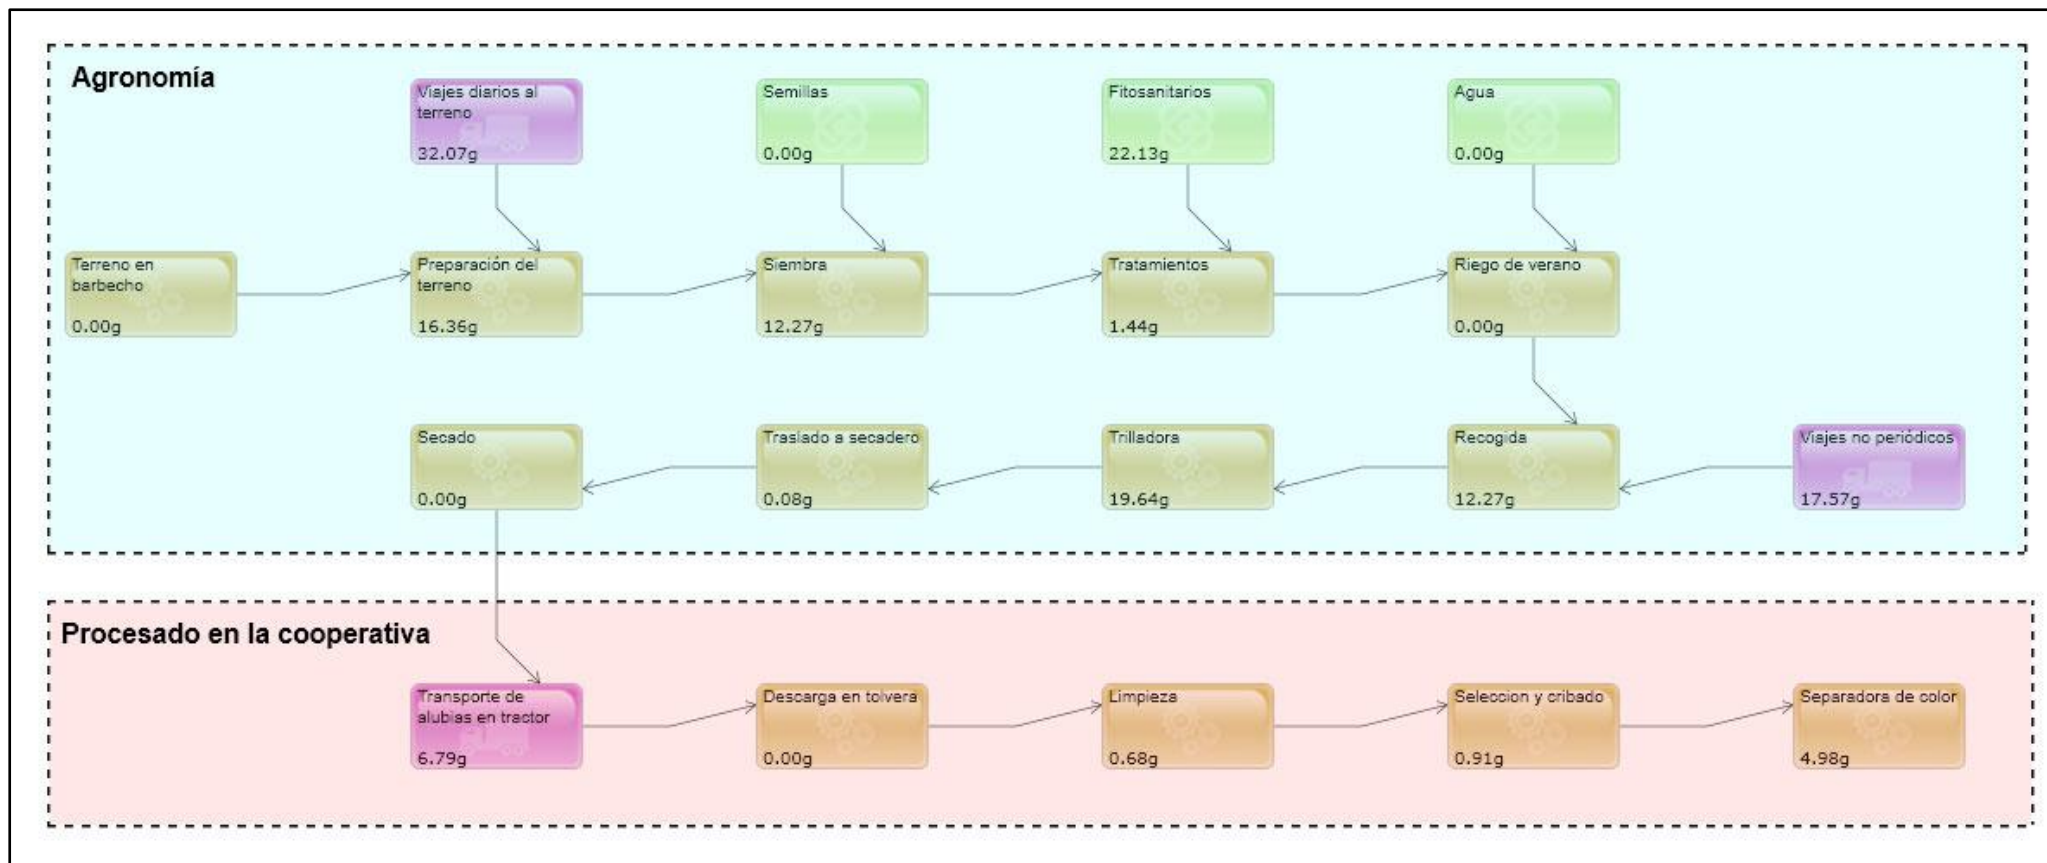 Agronomía
Viajes diarios al
terreno
32.07g
Semillas
0.00g
Fitosanitarios
22.13g
Agua
0.00g
Terreno en
barbecho
0.00g
Preparación del
terreno
16.36g
Siembra
12.27g
Tratamientos
1.44g
Riego de verano
0.00g
Secado
0.00g
Traslado a secadero
0.08g
Trilladora
19.64g
Recogida
12.27g
Viajes no periódicos
17.57g
Procesado en la cooperativa
Transporte de
alubias en tractor
6.79g
Descarga en tolvera
0.00g
Limpieza
0.68g
Seleccion y cribado
0.91g
Separadora de color
4.98g